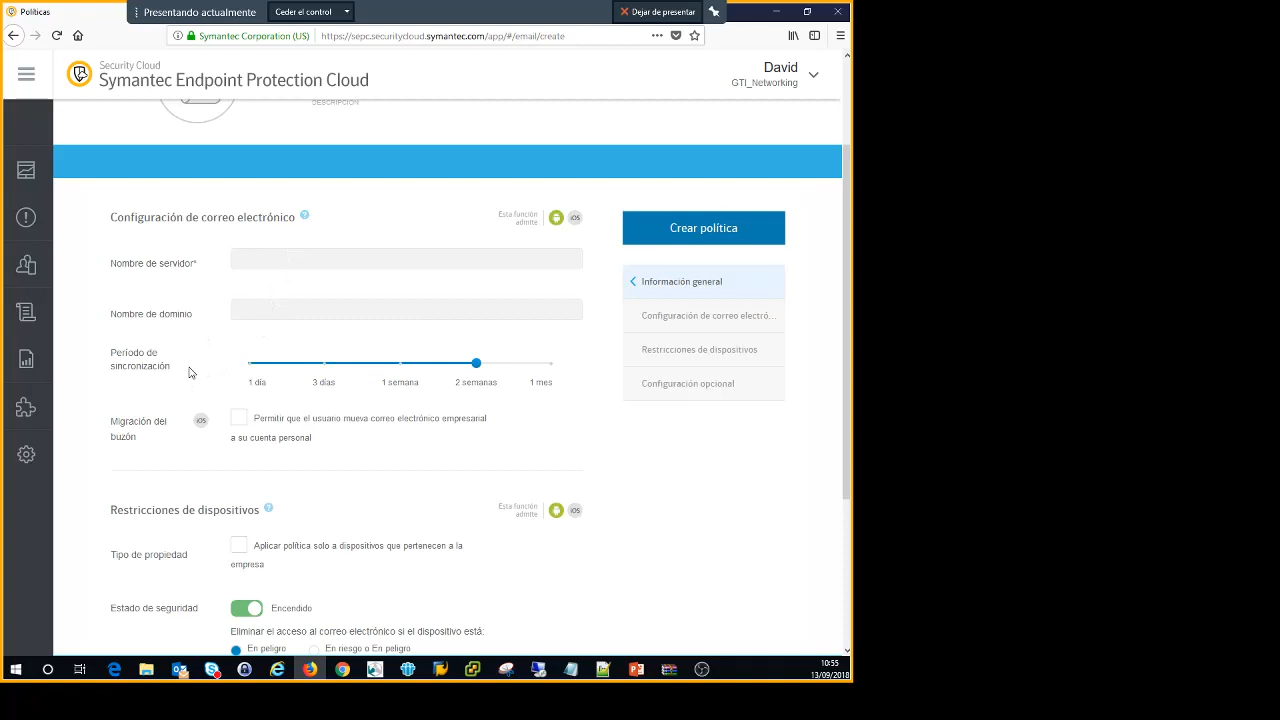 Políticas
Presentando actualmente
Ceder el control
Dejar de presentar
Symantec Corporation (US)
https://sepc.securitycloud.symantec.com/app/#/email/create
Security Cloud
Symantec Endpoint Protection Cloud
David
GTI_Networking
DESCRIPCIÓN
Configuración de correo electrónico
?
Esta función
admite
iOS
Crear política
Nombre de servidor*
Información general
Nombre de dominio
Configuración de correo electró...
Restricciones de dispositivos
Configuración opcional
Período de
sincronización
1 día
3 días
1 semana
2 semanas
1 mes
Migración del
buzón
iOS
Permitir que el usuario mueva correo electrónico empresarial
a su cuenta personal
Restricciones de dispositivos
?
Esta función
admite
iOS
Tipo de propiedad
Aplicar política solo a dispositivos que pertenecen a la
empresa
Estado de seguridad
Encendido
Eliminar el acceso al correo electrónico si el dispositivo está:
En peligro
En riesgo o En peligro
10:55
13/09/2018